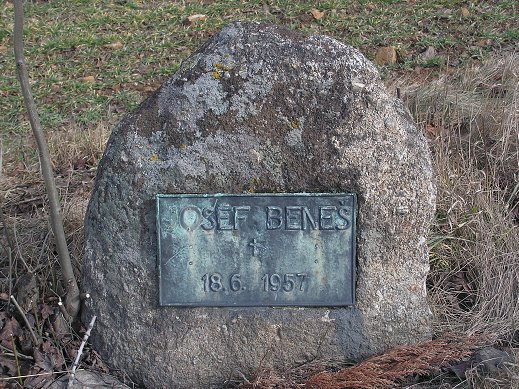 JOSEF BENEŠ
✝
18.6. 1957